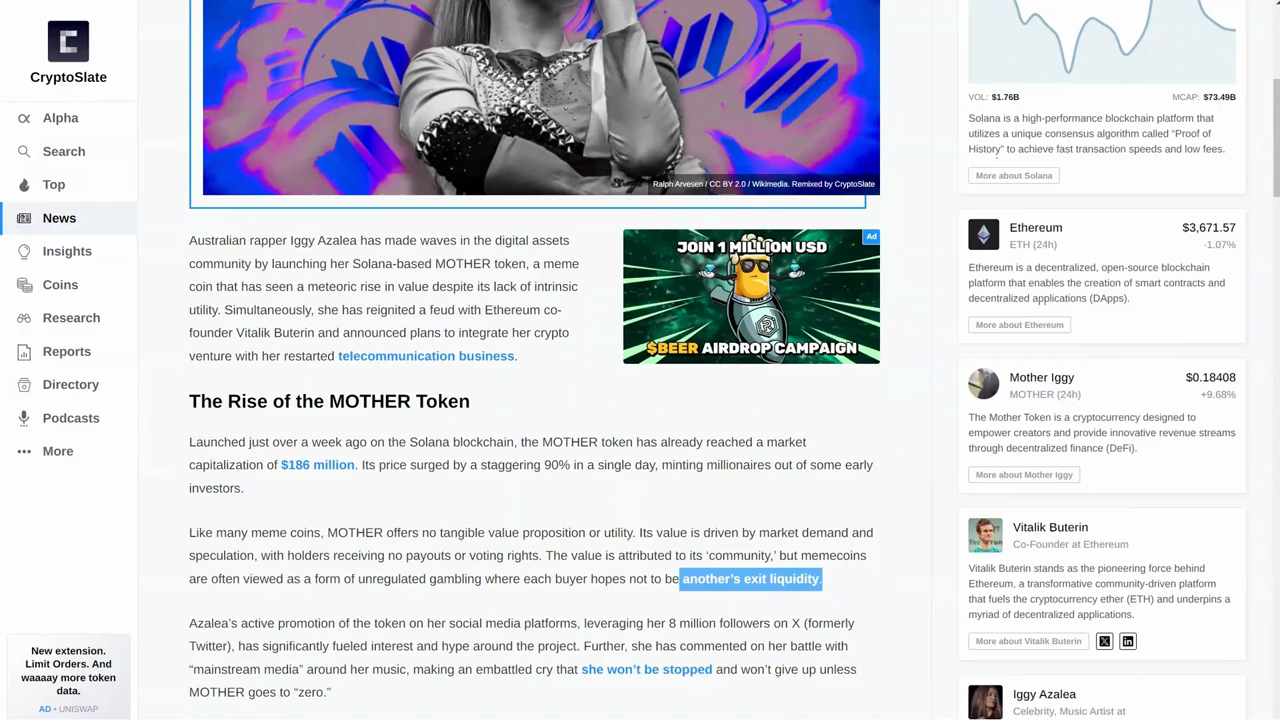 CryptoSlate
Alpha
Search
Top
News
Insights
Coins
Research
Reports
Directory
Podcasts
More
New extension.
Limit Orders. And
waaaay more token
data.
AD • UNISWAP
Ralph Arvesen / CC BY 2.0 / Wikimedia. Remixed by CryptoSlate
Australian rapper Iggy Azalea has made waves in the digital assets
community by launching her Solana-based MOTHER token, a meme
coin that has seen a meteoric rise in value despite its lack of intrinsic
utility. Simultaneously, she has reignited a feud with Ethereum co-
founder Vitalik Buterin and announced plans to integrate her crypto
venture with her restarted telecommunication business.
Ad
JOIN 1 MILLION USD
$BEER AIRDROP CAMPAIGN
The Rise of the MOTHER Token
Launched just over a week ago on the Solana blockchain, the MOTHER token has already reached a market
capitalization of $186 million. Its price surged by a staggering 90% in a single day, minting millionaires out of some early
investors.
Like many meme coins, MOTHER offers no tangible value proposition or utility. Its value is driven by market demand and
speculation, with holders receiving no payouts or voting rights. The value is attributed to its ‘community,’ but memecoins
are often viewed as a form of unregulated gambling where each buyer hopes not to be another’s exit liquidity.
Azalea’s active promotion of the token on her social media platforms, leveraging her 8 million followers on X (formerly
Twitter), has significantly fueled interest and hype around the project. Further, she has commented on her battle with
“mainstream media” around her music, making an embattled cry that she won’t be stopped and won’t give up unless
MOTHER goes to “zero.”
VOL: $1.76B MCAP: $73.49B
Solana is a high-performance blockchain platform that
utilizes a unique consensus algorithm called “Proof of
History” to achieve fast transaction speeds and low fees.
More about Solana
Ethereum $3,671.57
ETH (24h) -1.07%
Ethereum is a decentralized, open-source blockchain
platform that enables the creation of smart contracts and
decentralized applications (DApps).
More about Ethereum
Mother Iggy $0.18408
MOTHER (24h) +9.68%
The Mother Token is a cryptocurrency designed to
empower creators and provide innovative revenue streams
through decentralized finance (DeFi).
More about Mother Iggy
Vitalik Buterin
Co-Founder at Ethereum
Vitalik Buterin stands as the pioneering force behind
Ethereum, a transformative community-driven platform
that fuels the cryptocurrency ether (ETH) and underpins a
myriad of decentralized applications.
More about Vitalik Buterin
Iggy Azalea
Celebrity, Music Artist at